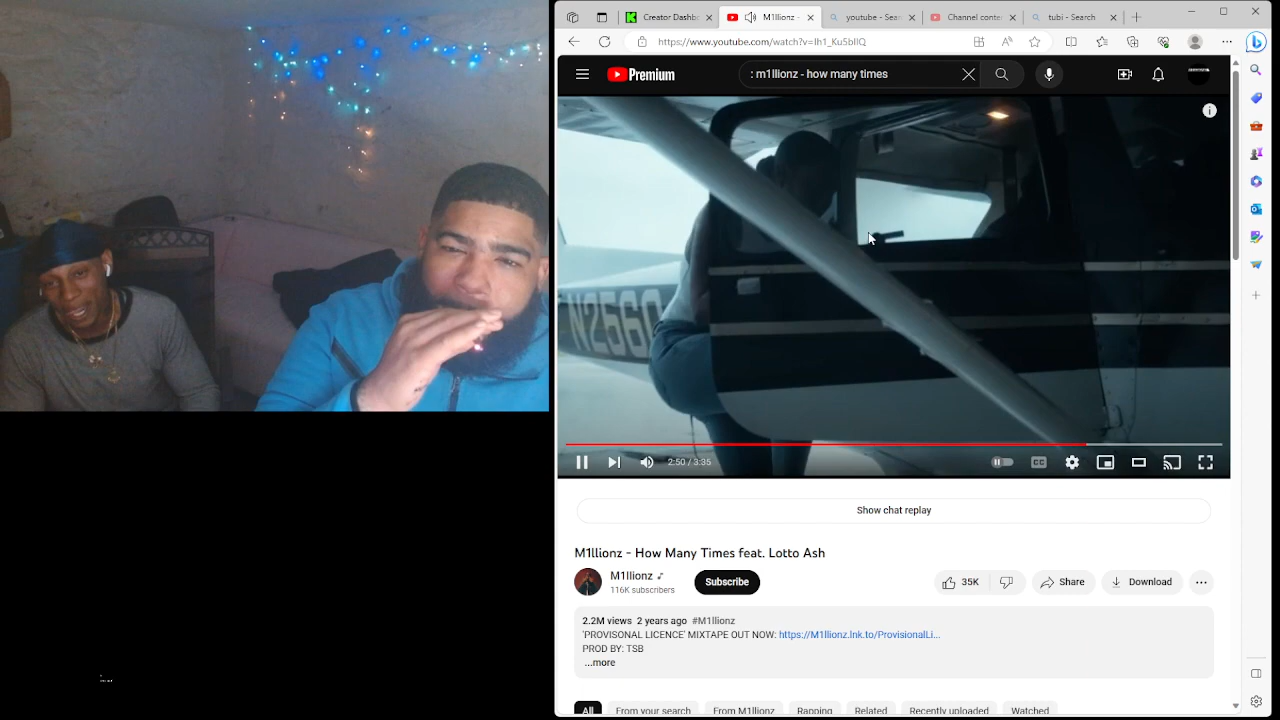 Creator Dashbo
M1llionz -
youtube - Sear
Channel conte
tubi - Search
https://www.youtube.com/watch?v=Ih1_Ku5bIIQ
Premium
: m1llionz - how many times
N2560
2:50 / 3:35
CC
Show chat replay
M1llionz - How Many Times feat. Lotto Ash
M1llionz
116K subscribers
Subscribe
35K
Share
Download
2.2M views 2 years ago #M1llionz
'PROVISONAL LICENCE' MIXTAPE OUT NOW: https://M1llionz.lnk.to/ProvisionalLi...
PROD BY: TSB
...more
All
From your search
From M1llionz
Rapping
Related
Recently uploaded
Watched